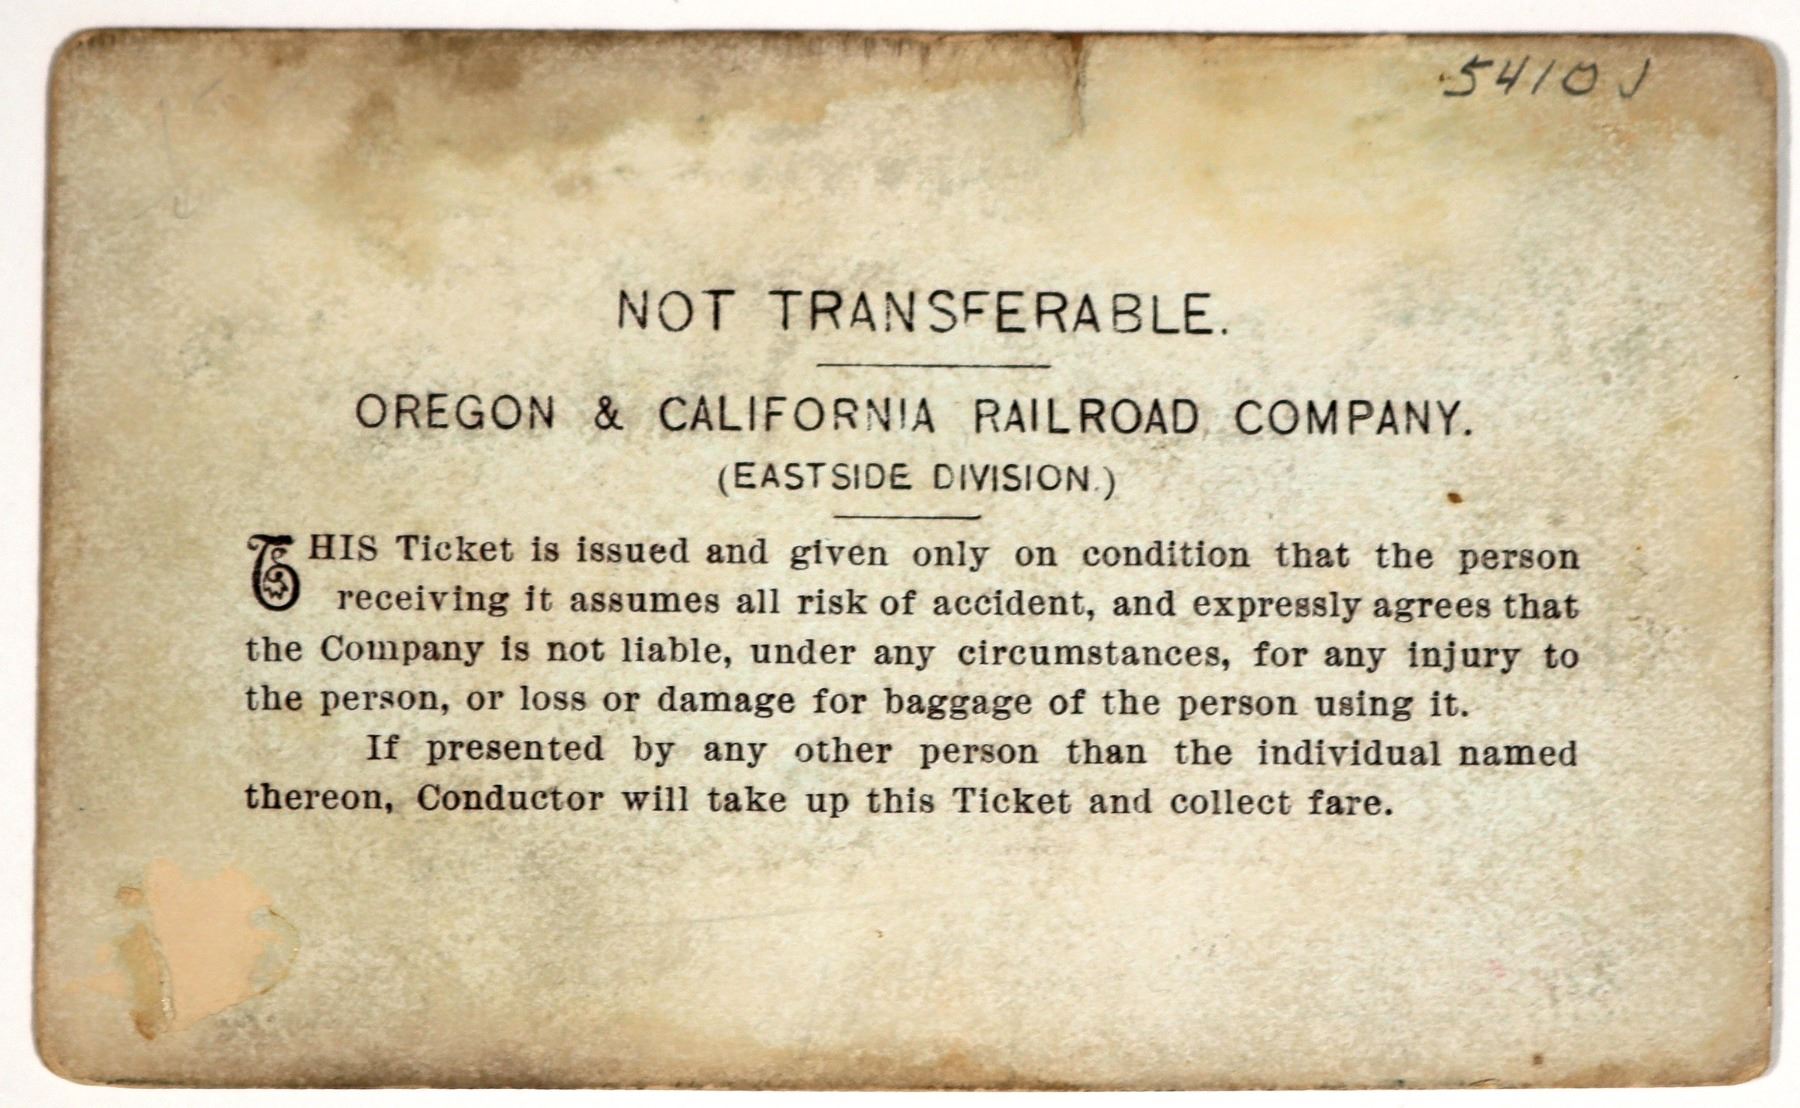 5410J
NOT TRANSFERABLE.
OREGON & CALIFORNIA RAILROAD COMPANY.
(EASTSIDE DIVISION.)
THIS Ticket is issued and given only on condition that the person
receiving it assumes all risk of accident, and expressly agrees that
the Company is not liable, under any circumstances, for any injury to
the person, or loss or damage for baggage of the person using it.
If presented by any other person than the individual named
thereon, Conductor will take up this Ticket and collect fare.